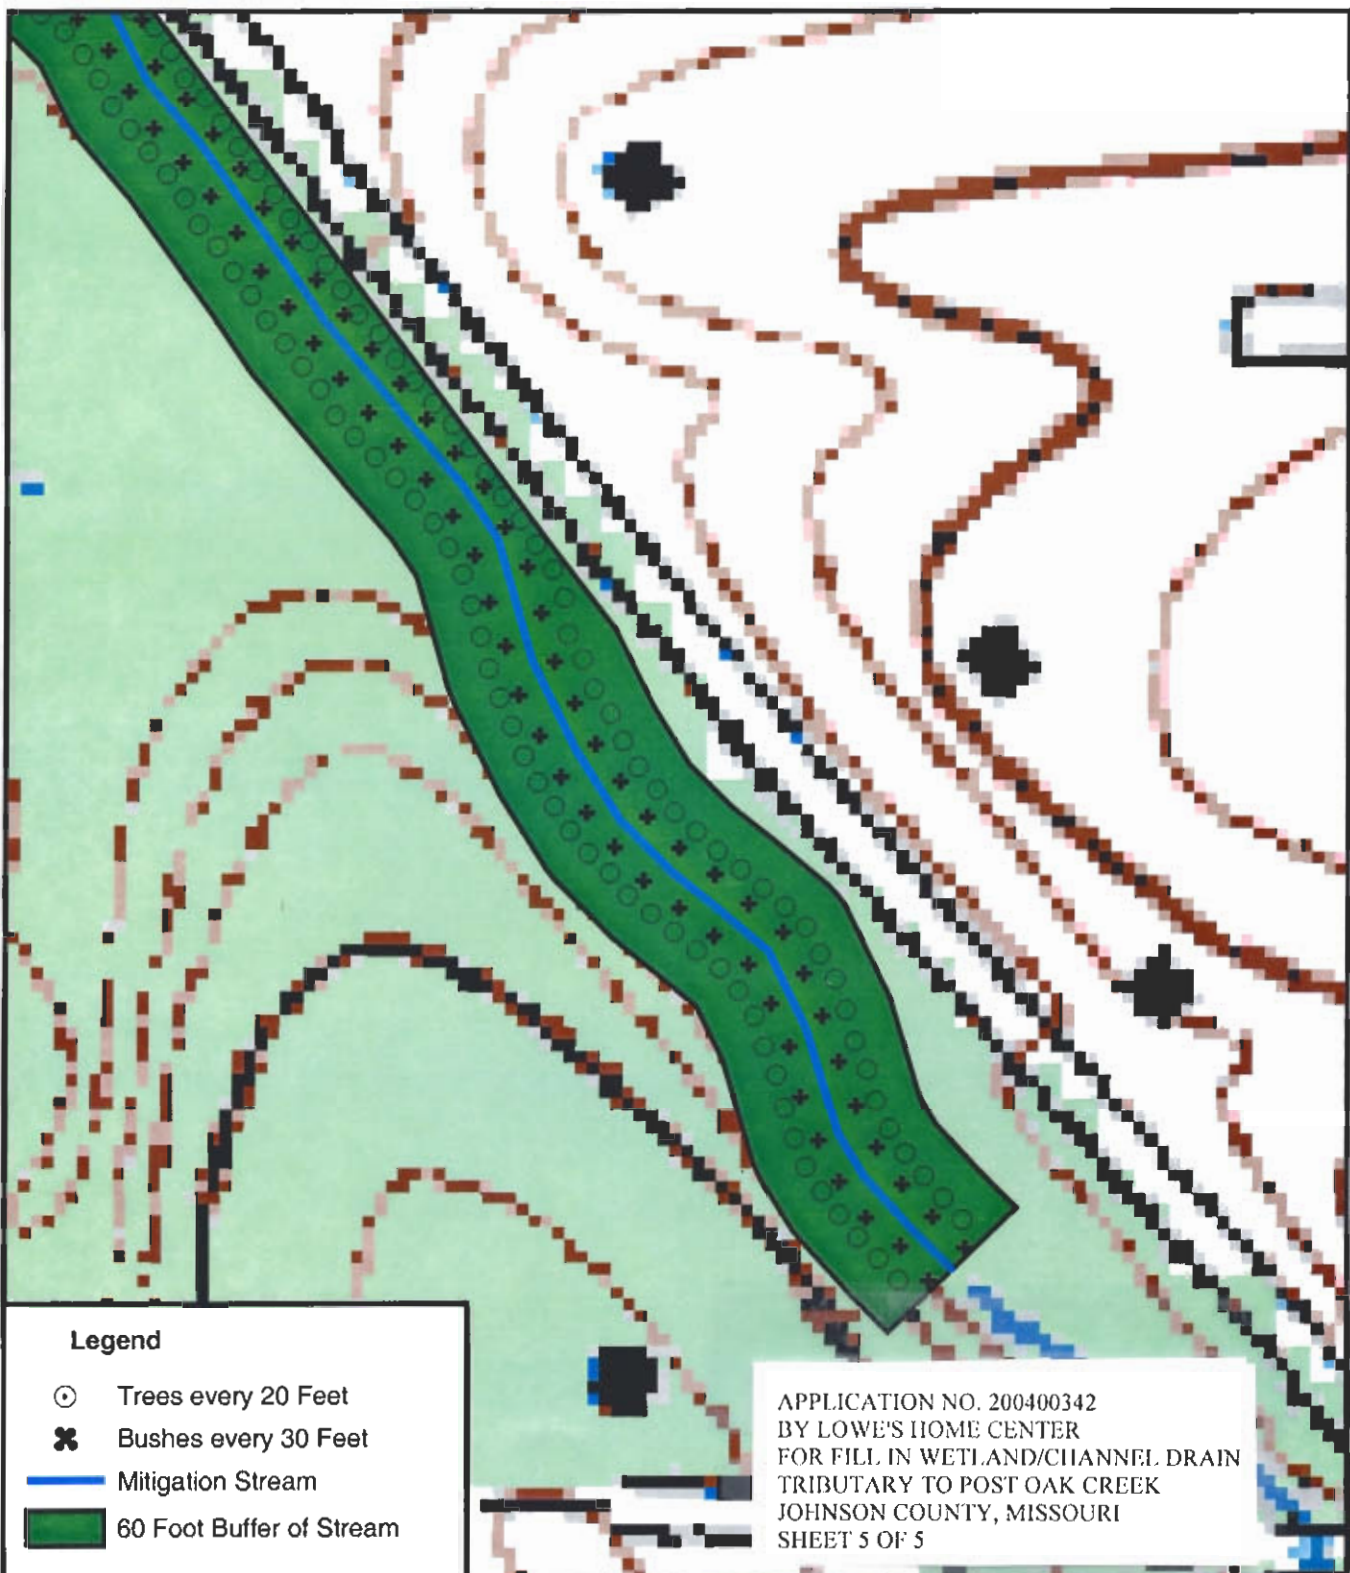 Legend
Trees every 20 Feet
Bushes every 30 Feet
Mitigation Stream
60 Foot Buffer of Stream
APPLICATION NO. 200400342
BY LOWE'S HOME CENTER
FOR FILL IN WETLAND/CHANNEL DRAIN
TRIBUTARY TO POST OAK CREEK
JOHNSON COUNTY, MISSOURI
SHEET 5 OF 5